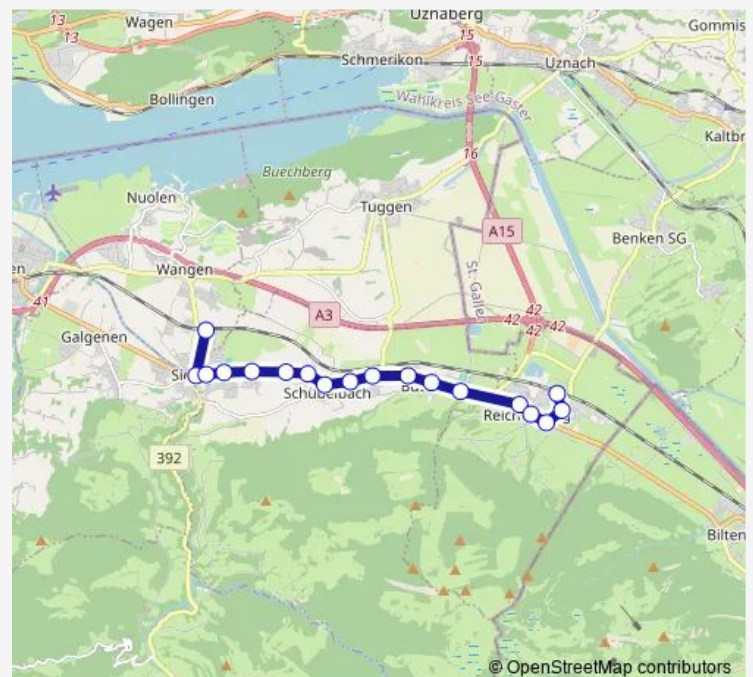 Uznaberg
Wagen
13
13
15
Gommis
Schmerikon
15
Uznach
Bollingen
Wahlkreis See-Gaster
Kaltbr
16
Buechberg
Nuolen
Tuggen
A15
Benken SG
St. Gallen
Wangen
en
41
A3
42
42
42
42
Galgenen
Schübelbach
Reich
392
Bilten
© OpenStreetMap contributors